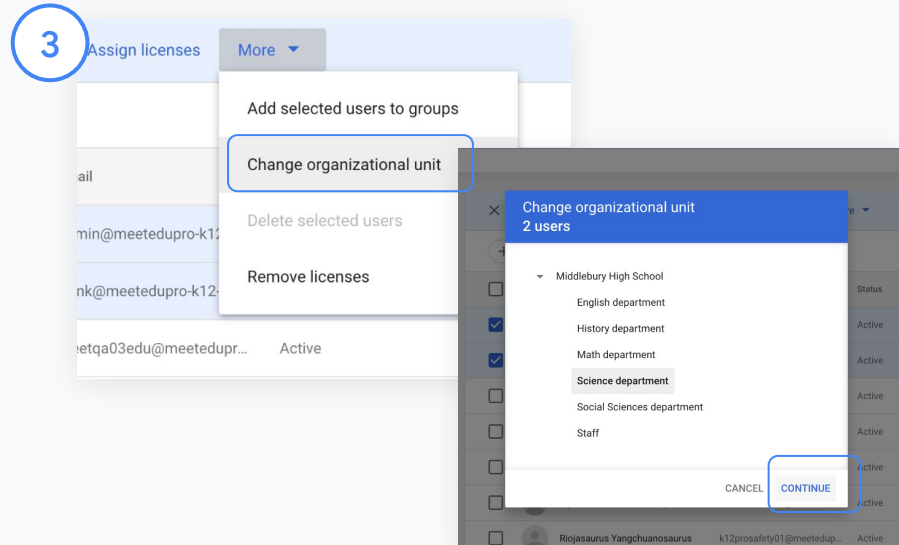 3
Assign licenses More
Add selected users to groups
ail
Change organizational unit
min@meetedupro-k12
Delete selected users
nk@meetedupro-k12-
Remove licenses
eetqa03edu@meetedupr... Active
Change organizational unit
2 users
Middlebury High School
English department
Status
History department
Active
Math department
Active
Science department
Active
Social Sciences department
Staff
Active
Active
CANCEL CONTINUE
Active
Riojasaurus Yangchuanosaurus k12prosafety01@meetedup... Active